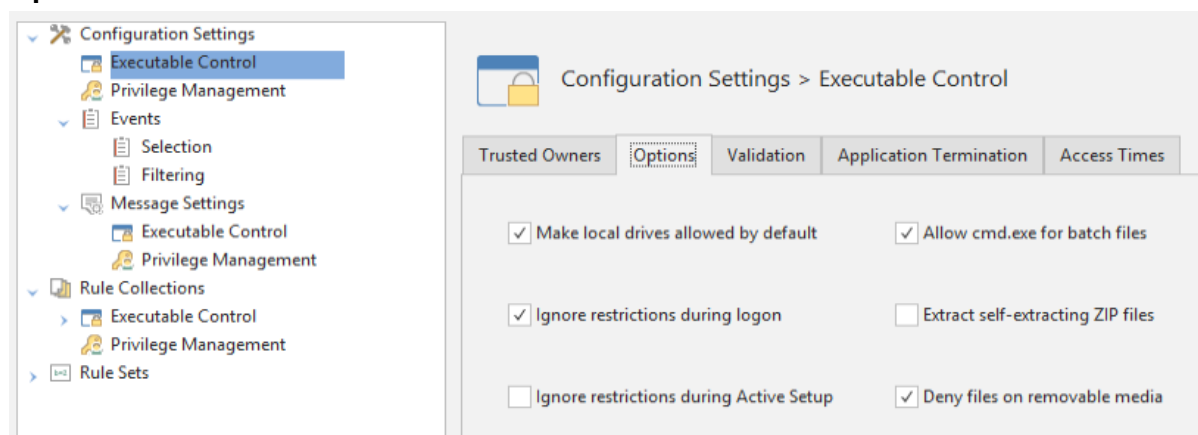 Configuration Settings
Executable Control
Privilege Management
Events
Selection
Filtering
Message Settings
Executable Control
Privilege Management
Rule Collections
Executable Control
Privilege Management
Rule Sets
Configuration Settings > Executable Control
Trusted Owners Options Validation Application Termination Access Times
Make local drives allowed by default Allow cmd.exe for batch files
Ignore restrictions during logon Extract self-extracting ZIP files
Ignore restrictions during Active Setup Deny files on removable media